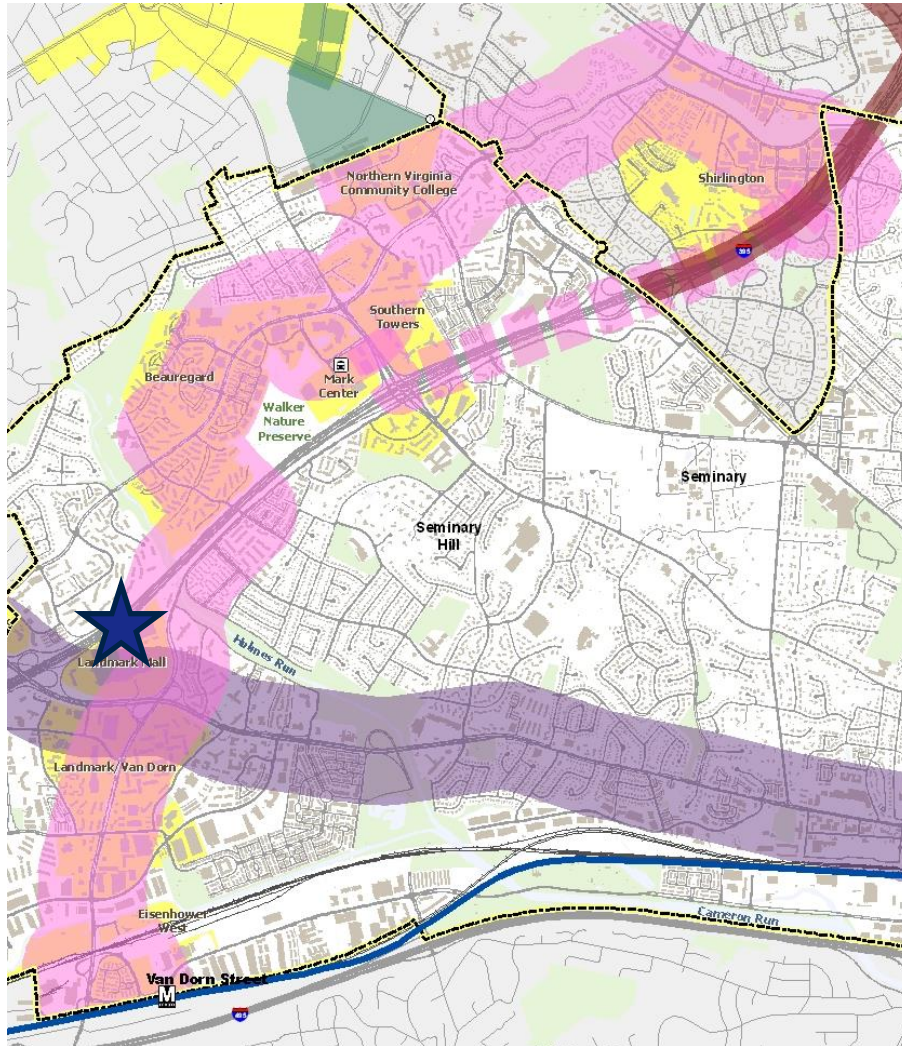 Northern Virginia
Community College
Shirlington
395
Southern
Towers
Beauregard
Mark
Center
Walker
Nature
Preserve
Seminary
Seminary
Hill
Holmes Run
Landmark Mall
Landmark/Van Dorn
Eisenhower
West
Cameron Run
Van Dorn Street
M
495